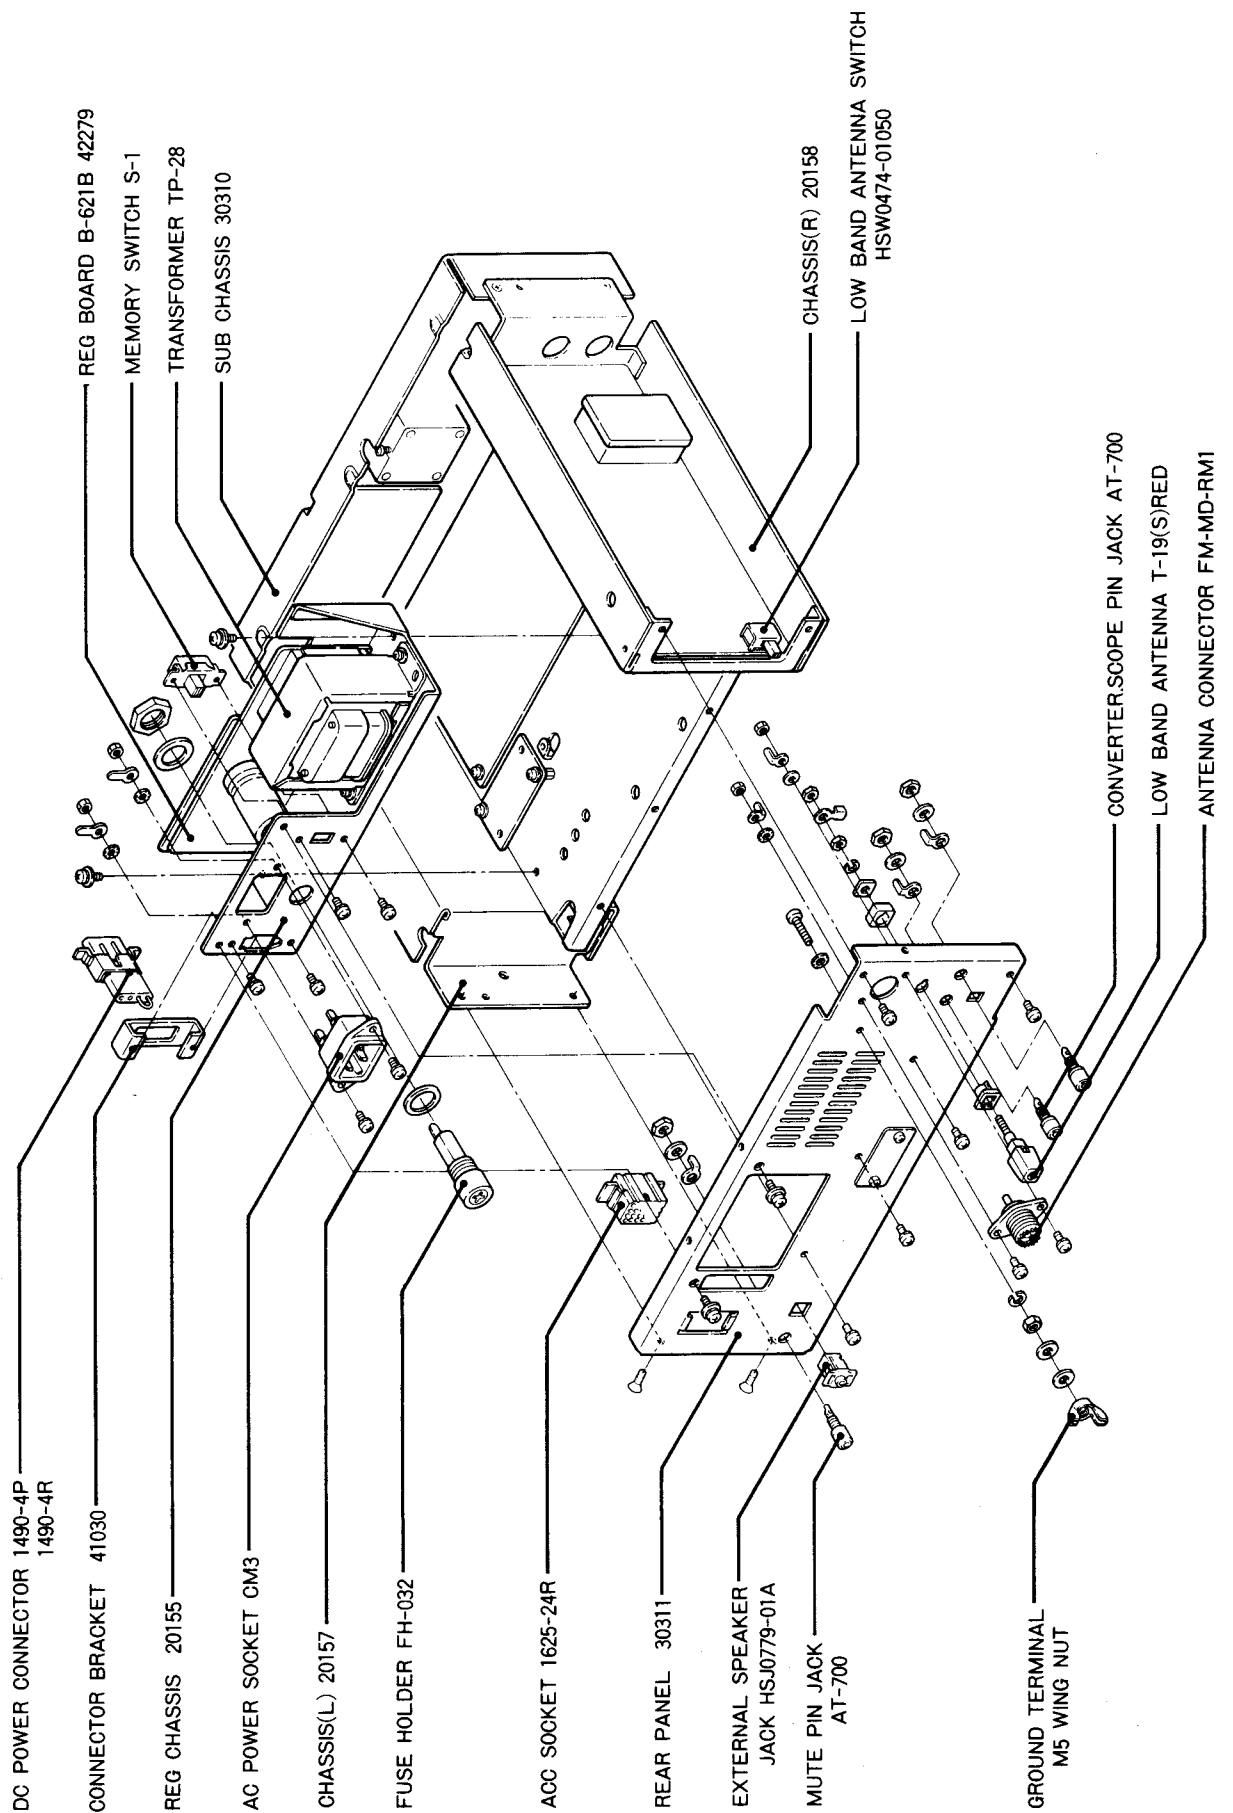 DC POWER CONNECTOR 1490-4P
1490-4R
CONNECTOR BRACKET 41030
REG CHASSIS 20155
AC POWER SOCKET CM3
CHASSIS(L) 20157
FUSE HOLDER FH-032
ACC SOCKET 1625-24R
REAR PANEL 30311
EXTERNAL SPEAKER
JACK HSJ0779-01A
MUTE PIN JACK
AT-700
GROUND TERMINAL
M5 WING NUT
REG BOARD B-621B 42279
MEMORY SWITCH S-1
TRANSFORMER TP-28
SUB CHASSIS 30310
CHASSIS(R) 20158
LOW BAND ANTENNA SWITCH
HSW0474-01050
CONVERTER.SCOPE PIN JACK AT-700
LOW BAND ANTENNA T-19(S)RED
ANTENNA CONNECTOR FM-MD-RM1